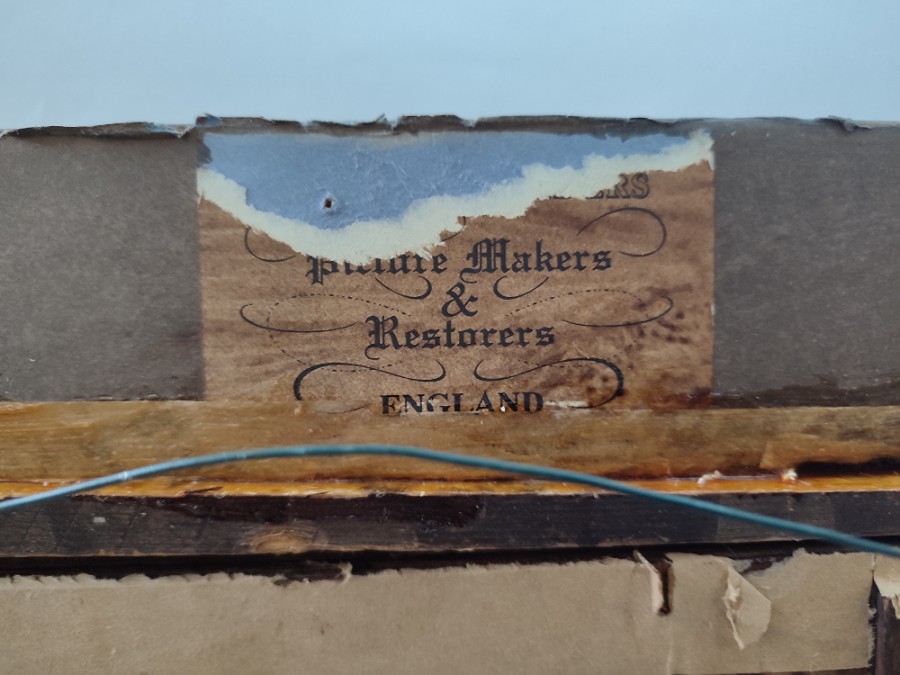 Picture Makers
&
Restorers
ENGLAND